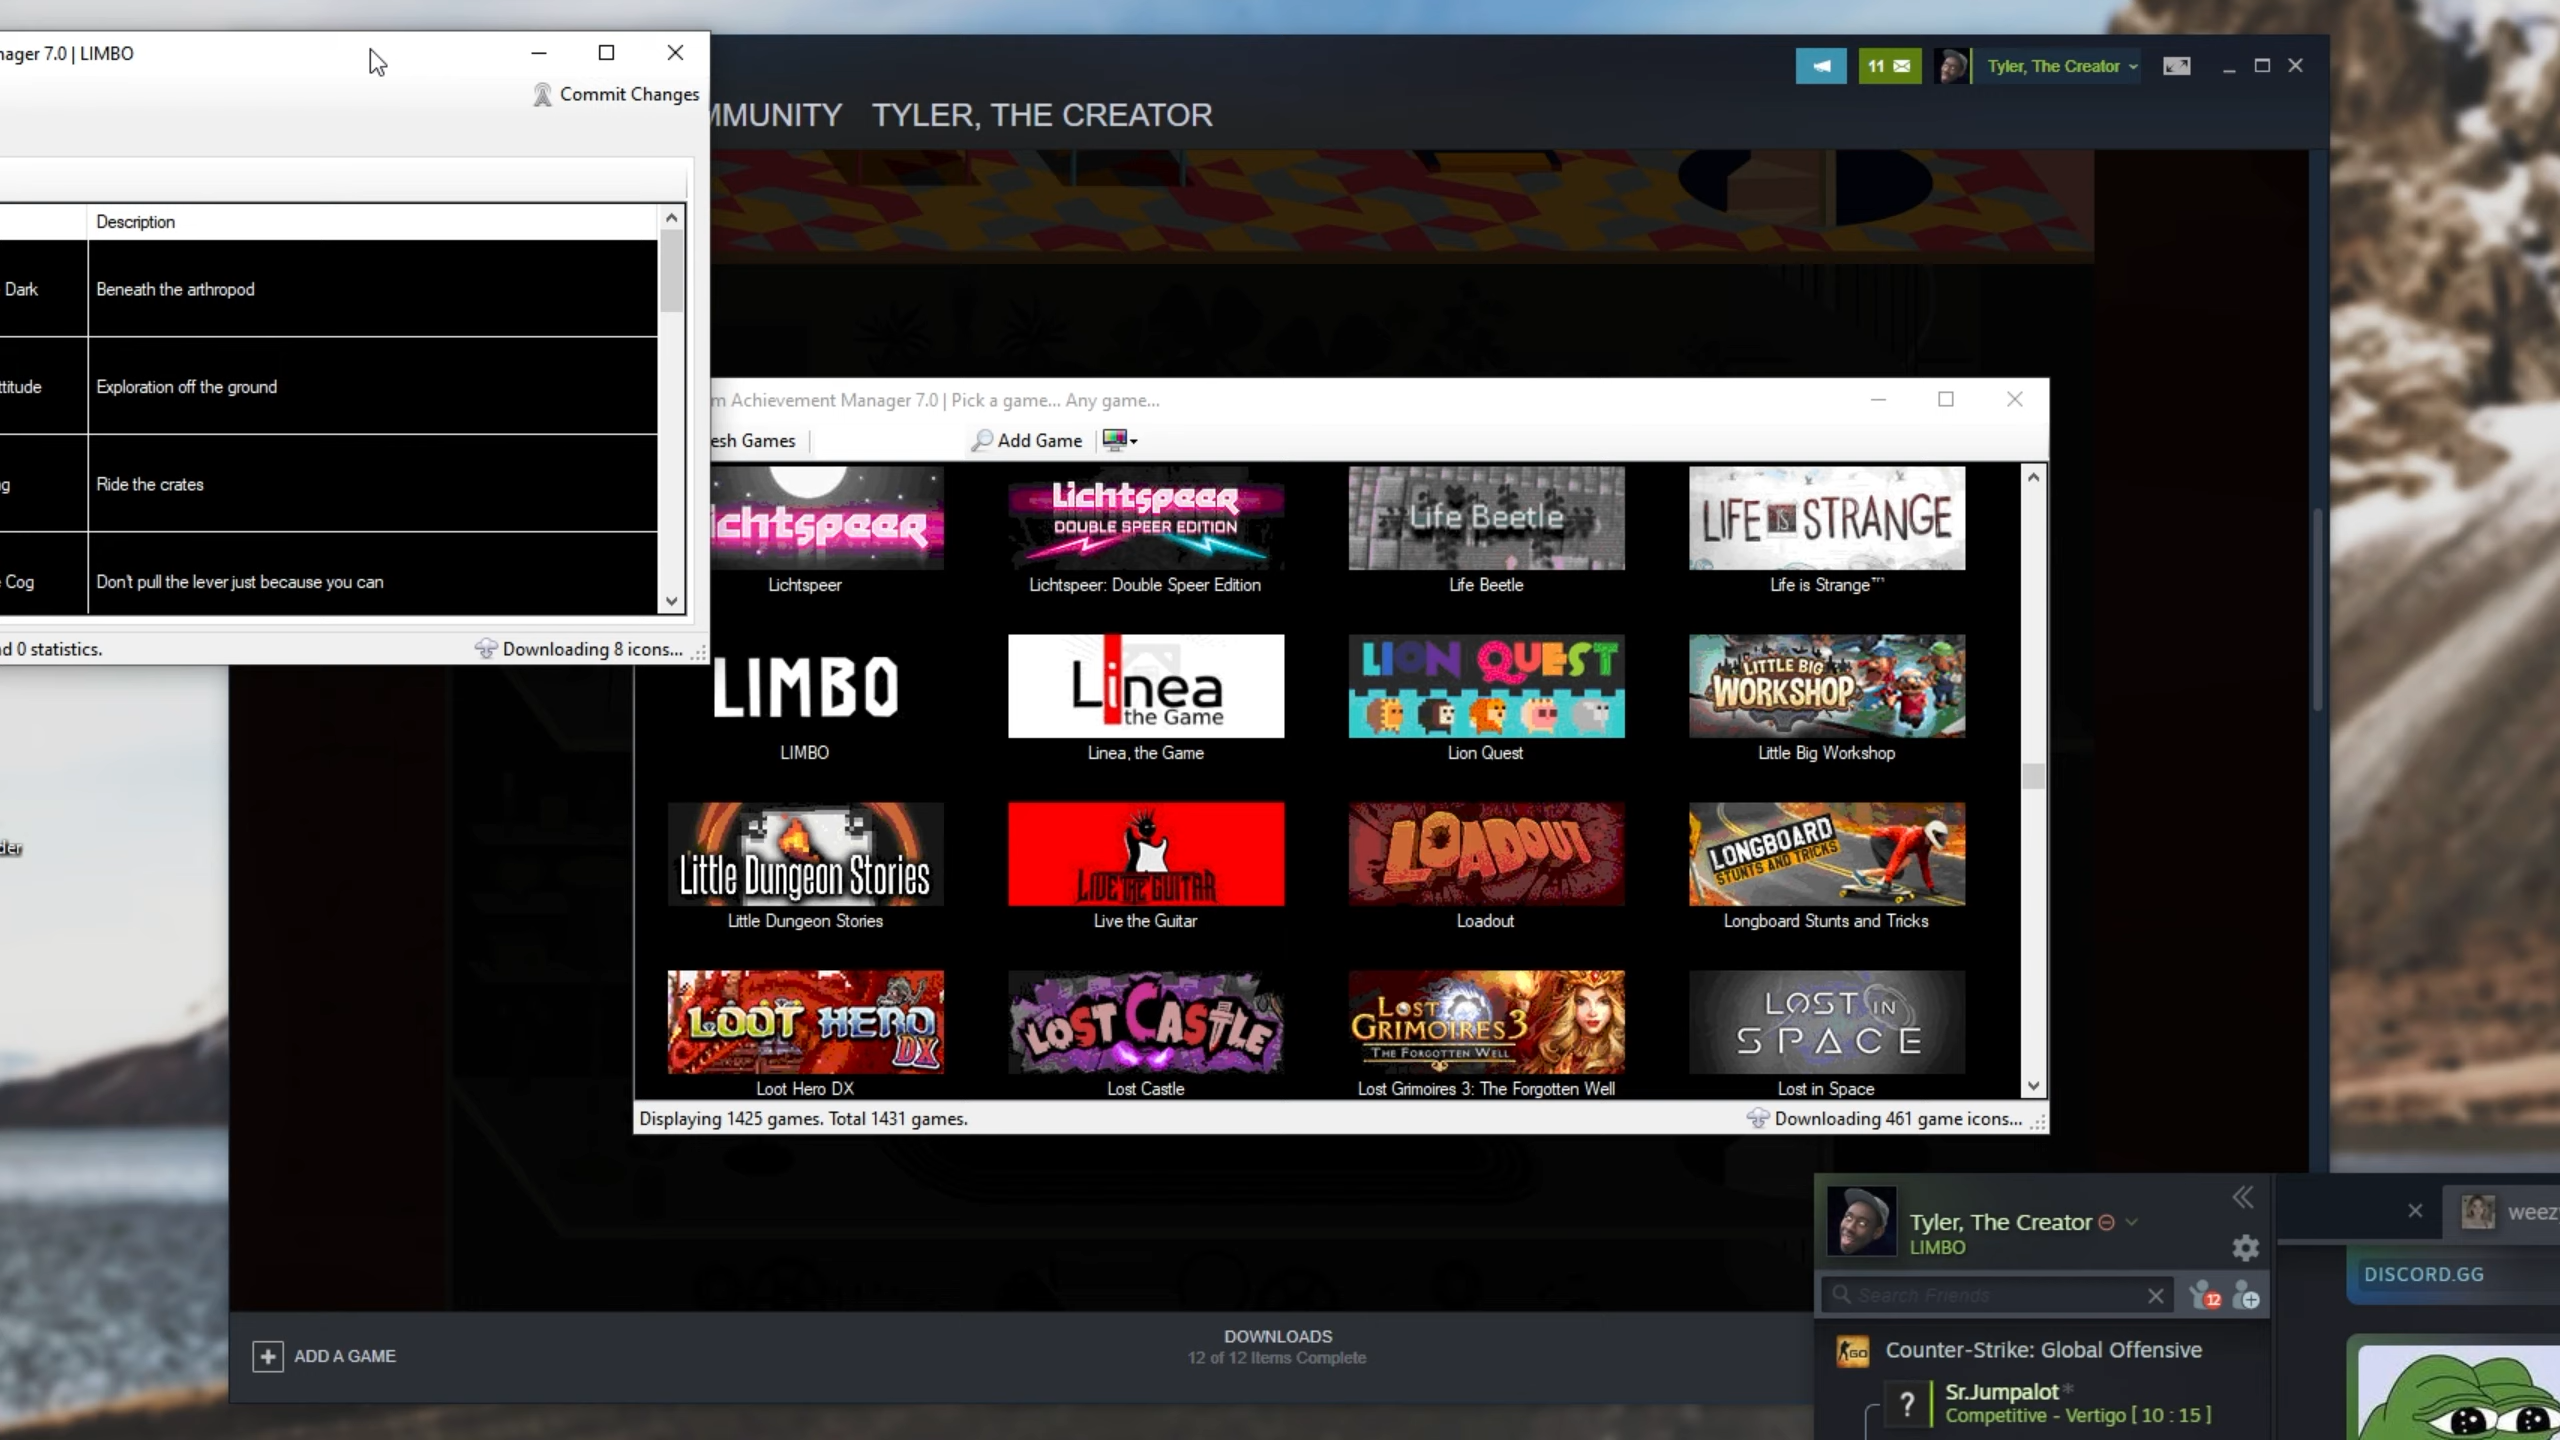 nager 7.0 | LIMBO
Commit Changes
Description
Dark
Beneath the arthropod
ttitude
Exploration off the ground
g
Ride the crates
Cog
Don't pull the lever just because you can
d 0 statistics.
Downloading 8 icons...
11
Tyler, The Creator
MMUNITY
TYLER, THE CREATOR
m Achievement Manager 7.0 | Pick a game... Any game...
esh Games
Add Game
ichtspeer
Lichtspeer
DOUBLE SPEER EDITION
Life Beetle
LIFE IS STRANGE
Lichtspeer
Lichtspeer: Double Speer Edition
Life Beetle
Life is Strange™
LIMBO
Linea
the Game
LION QUEST
LITTLE BIG
WORKSHOP
LIMBO
Linea, the Game
Lion Quest
Little Big Workshop
Little Dungeon Stories
LIVE THE GUITAR
LOADOUT
LONGBOARD
STUNTS AND TRICKS
Little Dungeon Stories
Live the Guitar
Loadout
Longboard Stunts and Tricks
LOOT HERO
DX
LOST CASTLE
LOST
GRIMOIRES 3
THE FORGOTTEN WELL
LOST IN
SPACE
Loot Hero DX
Lost Castle
Lost Grimoires 3: The Forgotten Well
Lost in Space
Displaying 1425 games. Total 1431 games.
Downloading 461 game icons...
der
ADD A GAME
DOWNLOADS
12 of 12 Items Complete
Tyler, The Creator
LIMBO
Search Friends
12
GO
Counter-Strike: Global Offensive
?
Sr.Jumpalot*
Competitive - Vertigo [ 10 : 15 ]
weez
DISCORD.GG